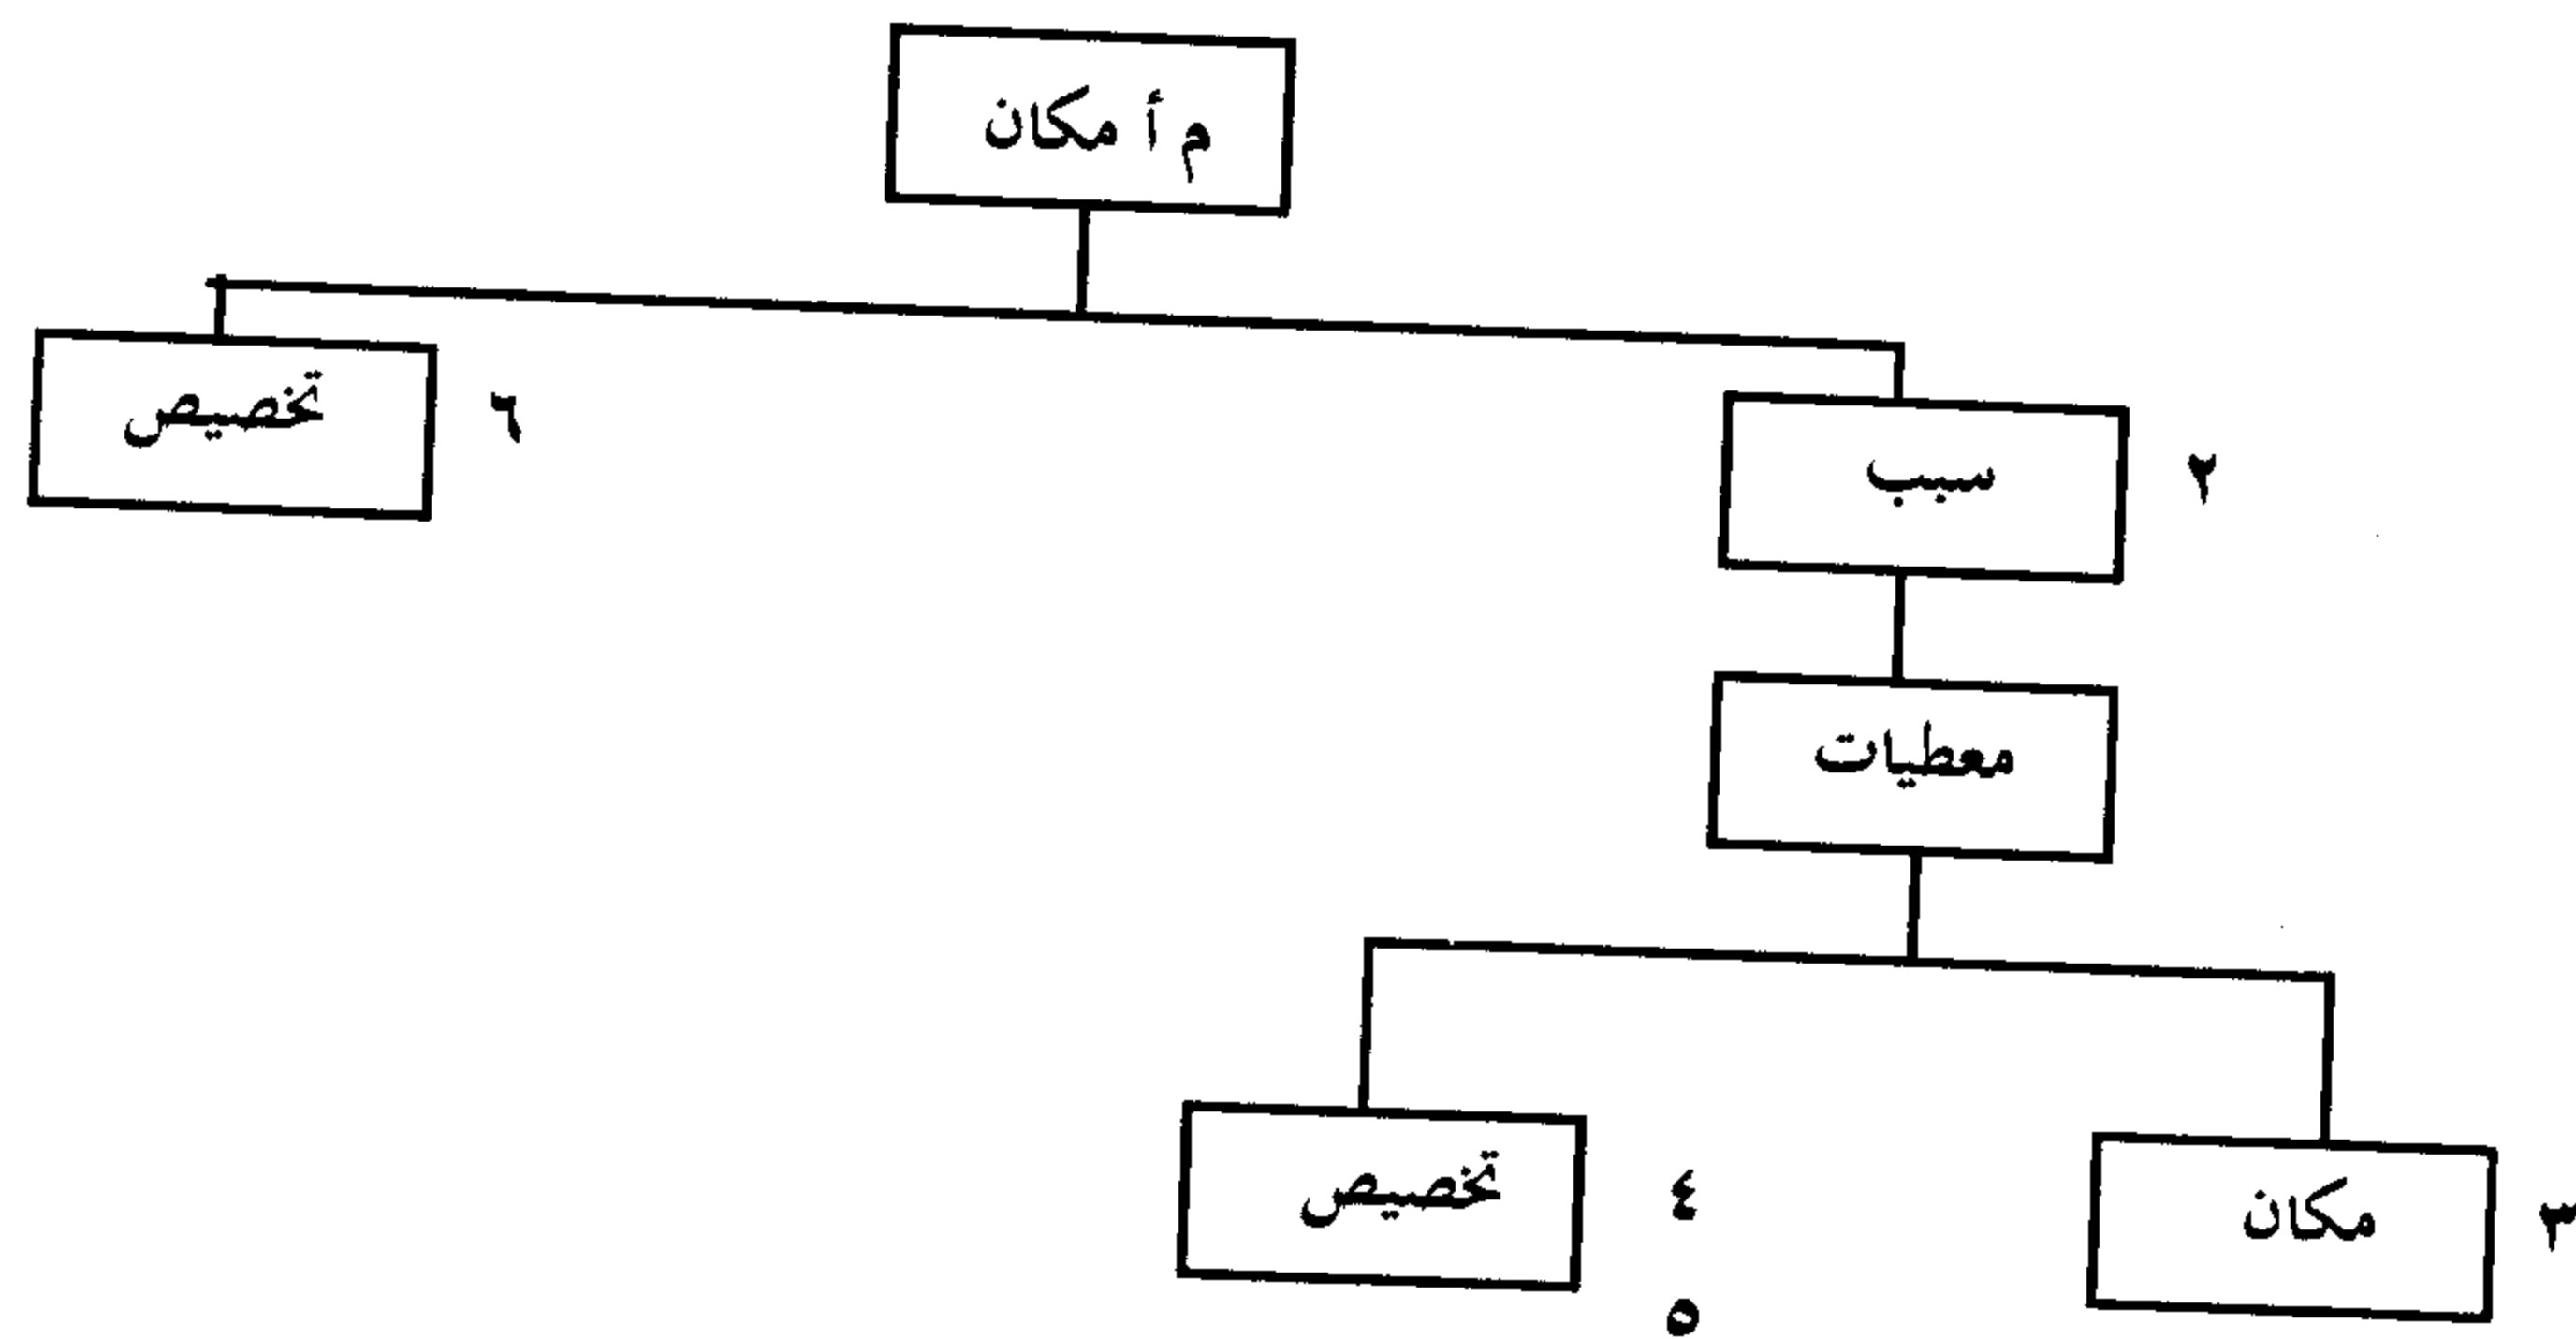 م أ مكان
٦ تخصيص
٢ سبب
معطيات
٣ مكان
٤ تخصيص
٥